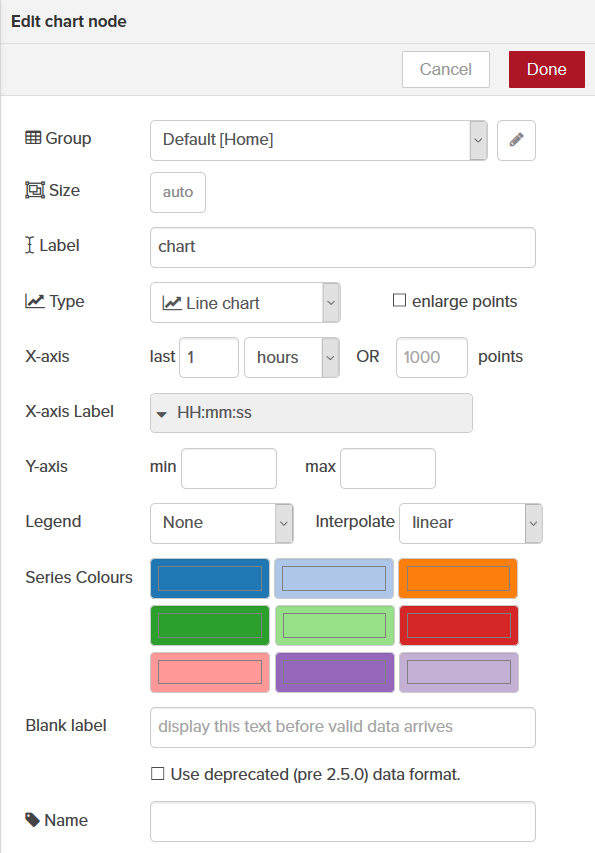 Edit chart node
Cancel Done
Group Default [Home]
Size auto
Label chart
Type Line chart enlarge points
X-axis last 1 hours OR 1000 points
X-axis Label HH:mm:ss
Y-axis min max
Legend None Interpolate linear
Series Colours
Blank label display this text before valid data arrives
Use deprecated (pre 2.5.0) data format.
Name